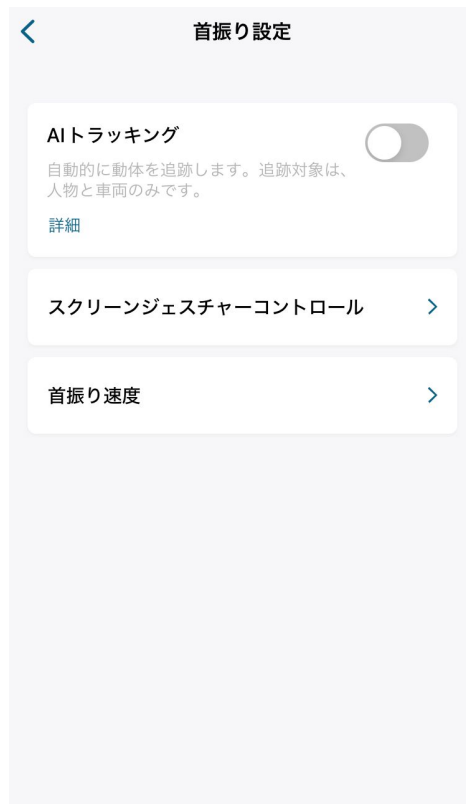 首振り設定
AIトラッキング
自動的に動体を追跡します。追跡対象は、
人物と車両のみです。
詳細
スクリーンジェスチャーコントロール
首振り速度